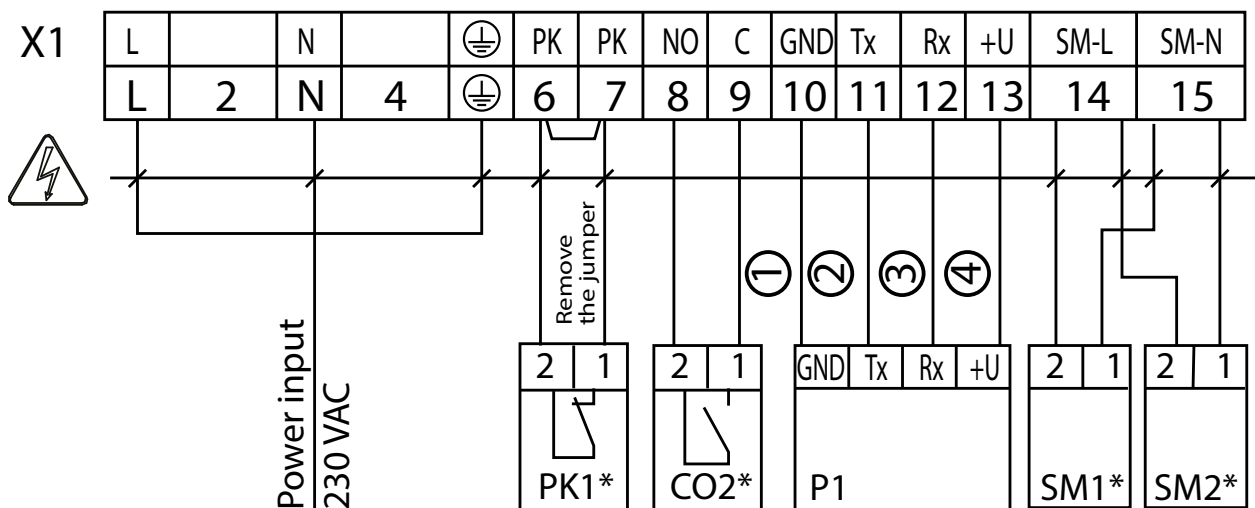 X1 L N PK PK NO C GND Tx Rx +U SM-L SM-N
L 2 N 4 6 7 8 9 10 11 12 13 14 15
Remove
the jumper
1 2 3 4
Power input
230 VAC
2 1 2 1 GND Tx Rx +U 2 1 2 1
PK1* CO2* P1 SM1* SM2*